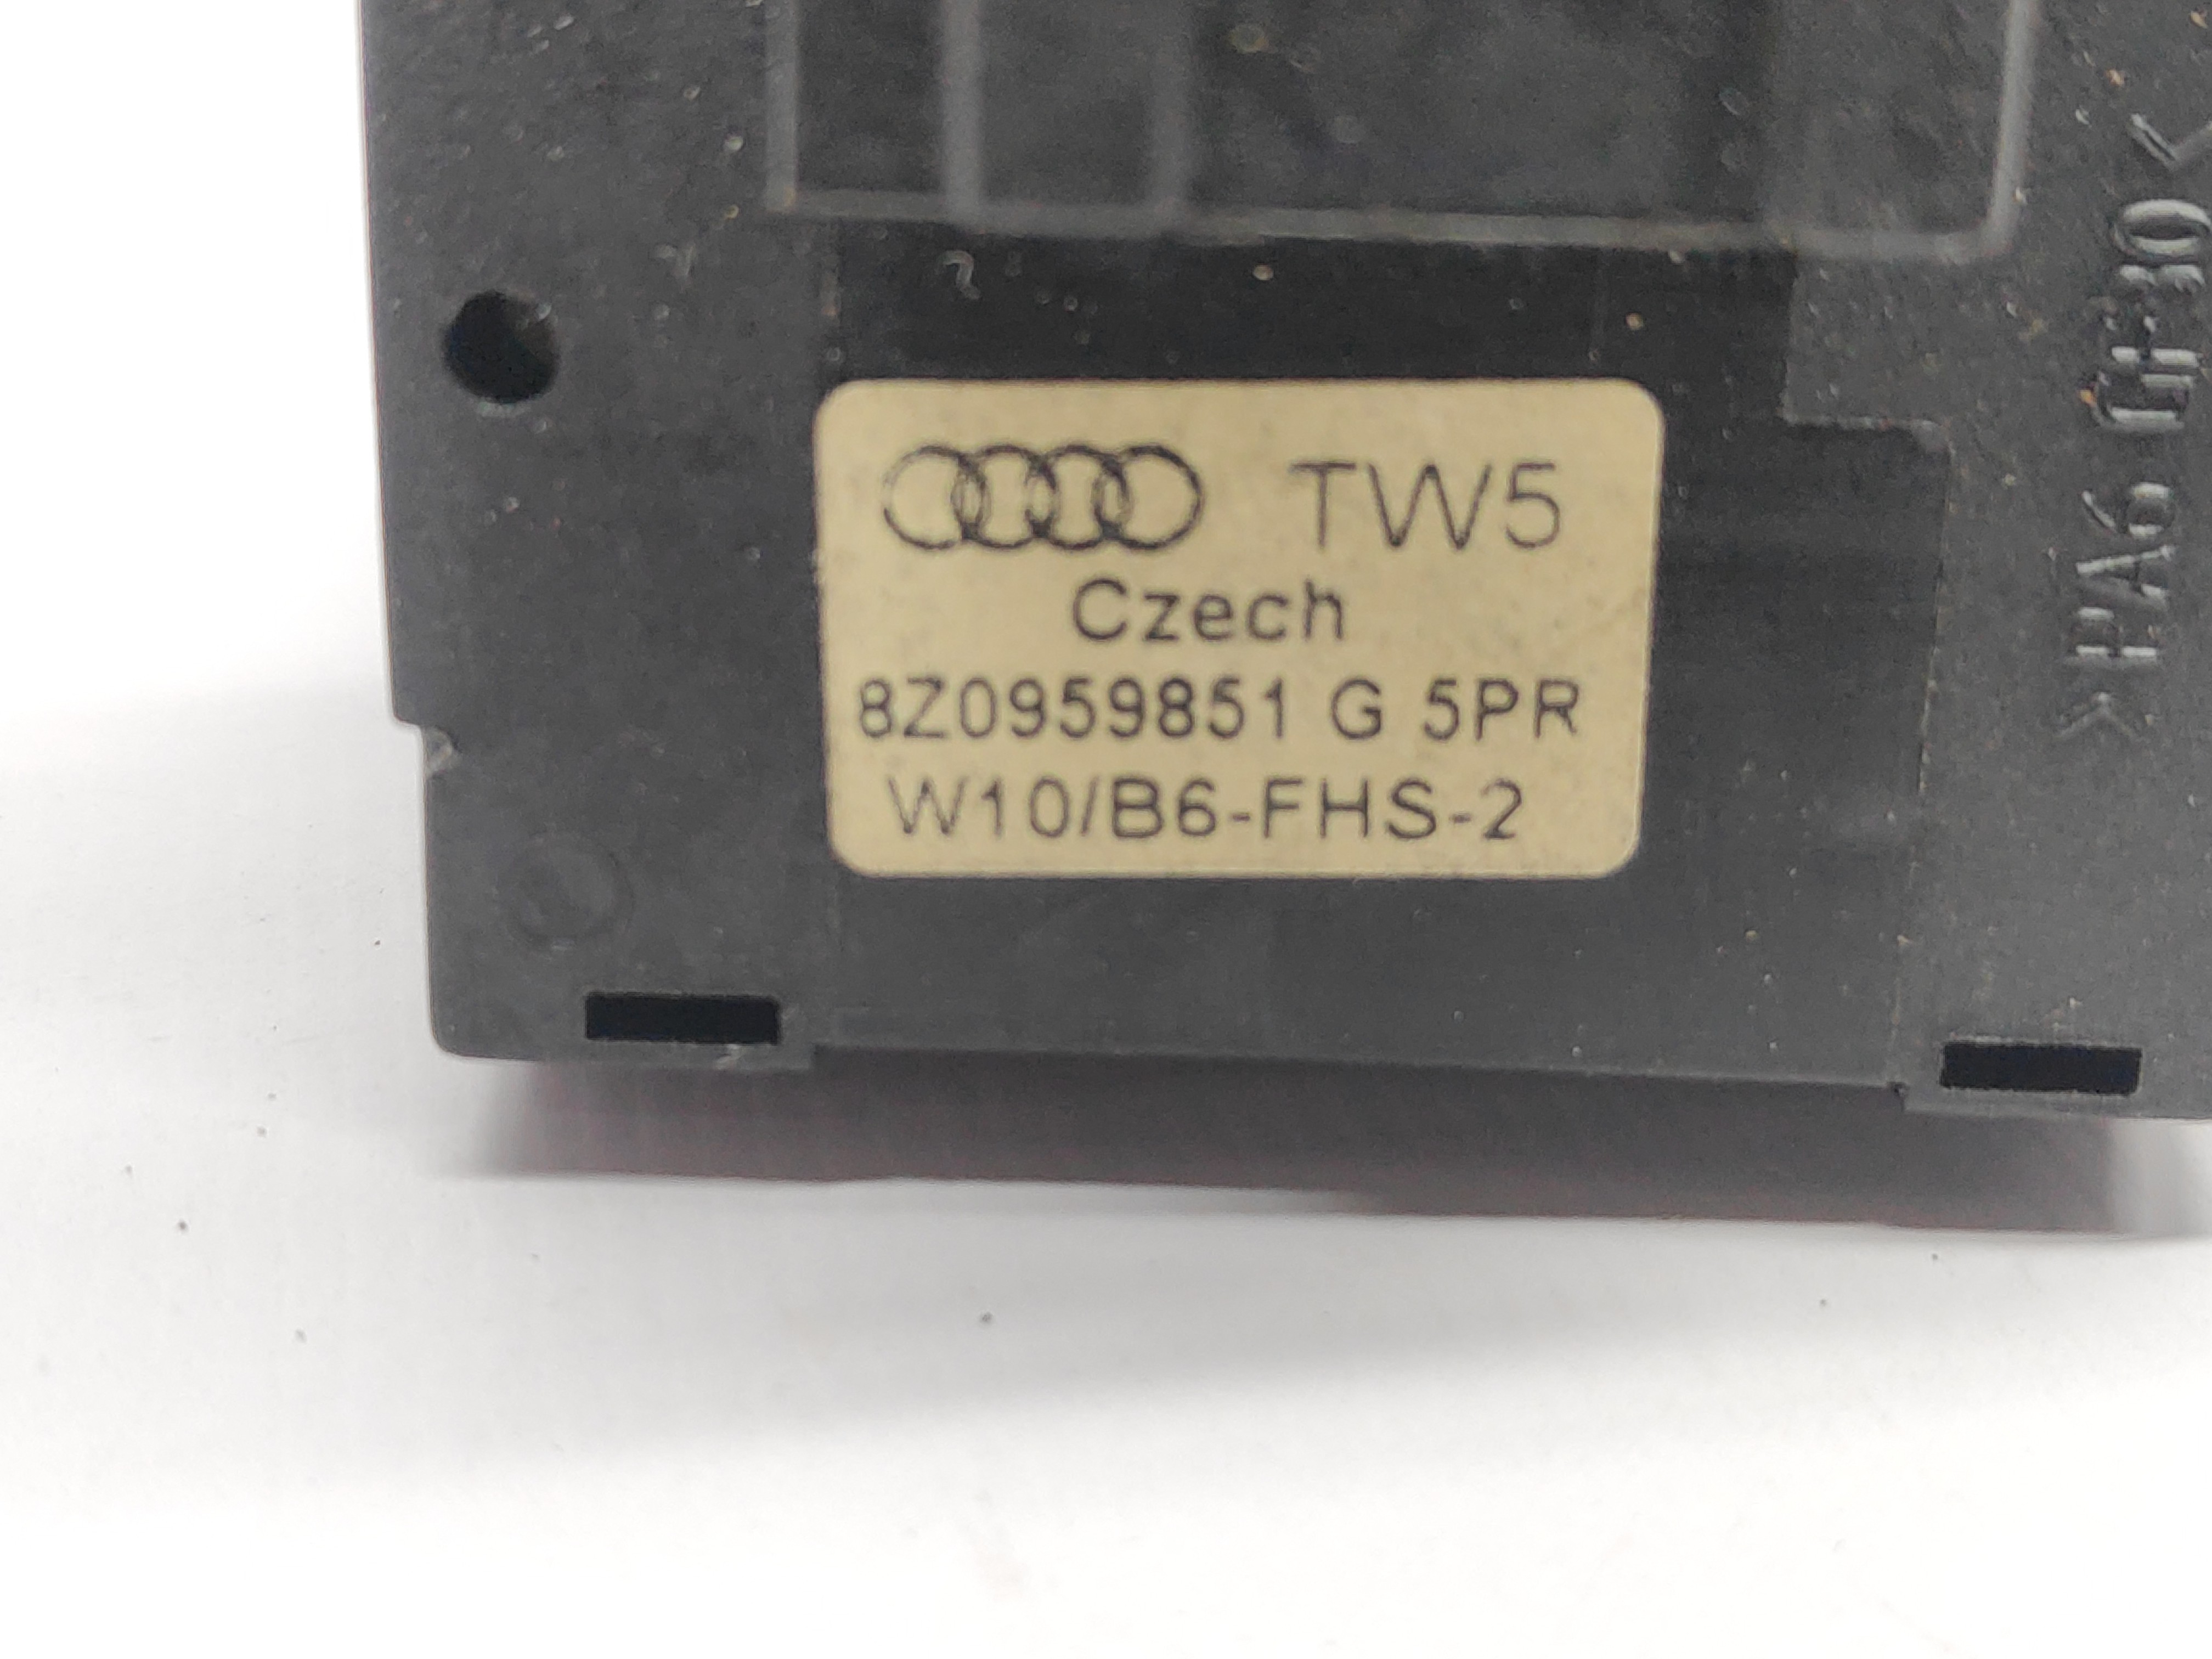 TW5
Czech
8Z0959851 G 5PR
W10/B6-FHS-2
>PA6 GF30<